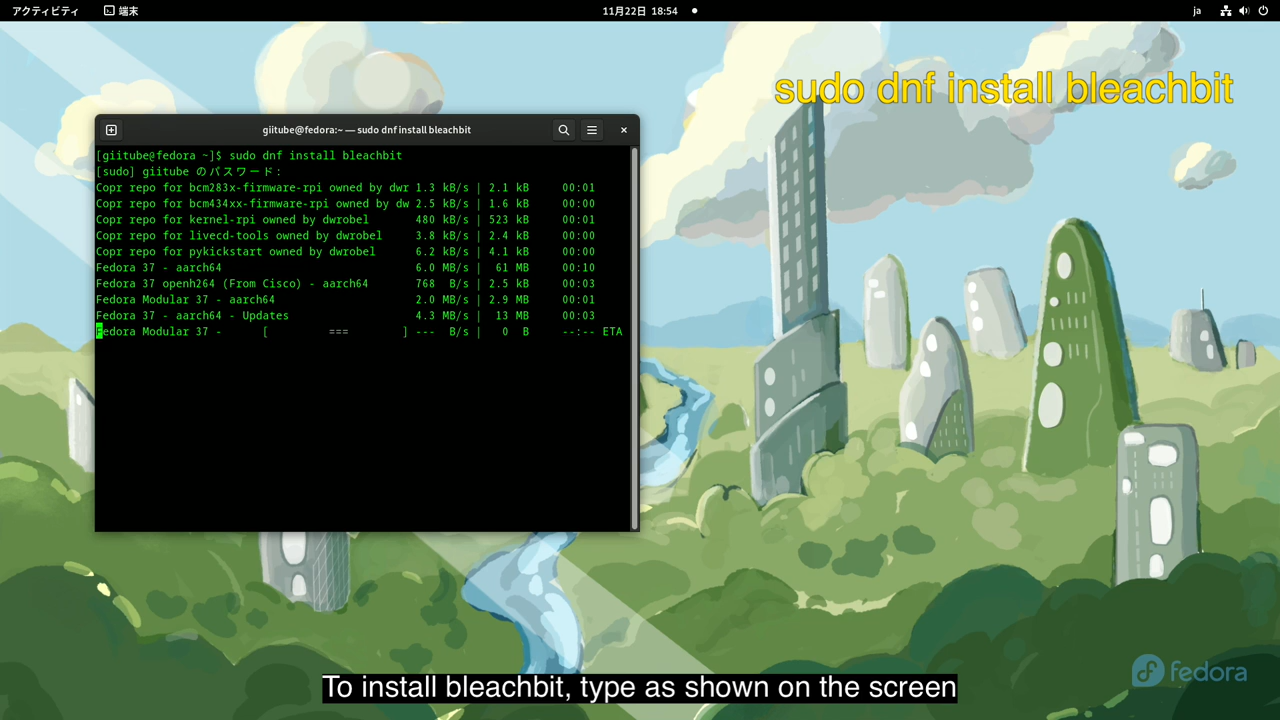 アクティビティ 端末 11月22日 18:54 ja
sudo dnf install bleachbit
giitube@fedora:~ — sudo dnf install bleachbit
[giitube@fedora ~]$ sudo dnf install bleachbit
[sudo] giitube のパスワード:
Copr repo for bcm283x-firmware-rpi owned by dwr 1.3 kB/s | 2.1 kB 00:01
Copr repo for bcm434xx-firmware-rpi owned by dw 2.5 kB/s | 1.6 kB 00:00
Copr repo for kernel-rpi owned by dwrobel 480 kB/s | 523 kB 00:01
Copr repo for livecd-tools owned by dwrobel 3.8 kB/s | 2.4 kB 00:00
Copr repo for pykickstart owned by dwrobel 6.2 kB/s | 4.1 kB 00:00
Fedora 37 - aarch64 6.0 MB/s | 61 MB 00:10
Fedora 37 openh264 (From Cisco) - aarch64 768 B/s | 2.5 kB 00:03
Fedora Modular 37 - aarch64 2.0 MB/s | 2.9 MB 00:01
Fedora 37 - aarch64 - Updates 4.3 MB/s | 13 MB 00:03
Fedora Modular 37 - [ === ] --- B/s | 0 B --:-- ETA
fedora
To install bleachbit, type as shown on the screen